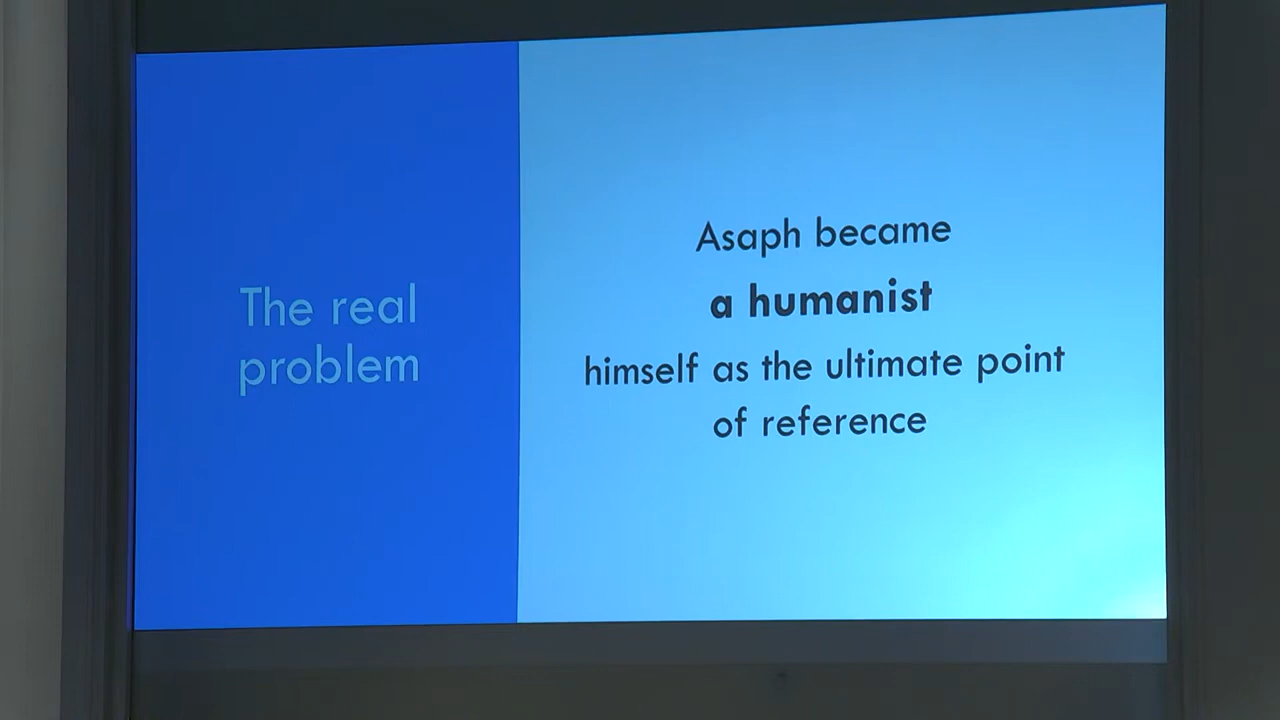 The real
problem
Asaph became
a humanist
himself as the ultimate point
of reference